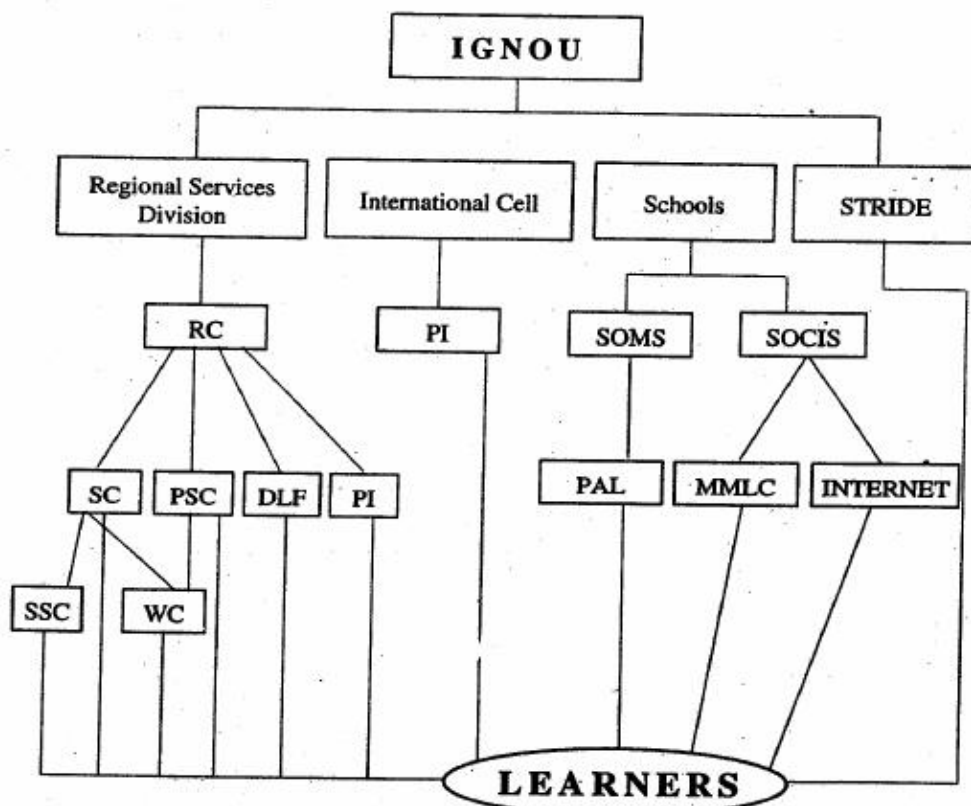 IGNOU
Regional Services
Division
International Cell
Schools
STRIDE
RC
PI
SOMS
SOCIS
SC
PSC
DLF
PI
PAL
MMLC
INTERNET
SSC
WC
LEARNERS